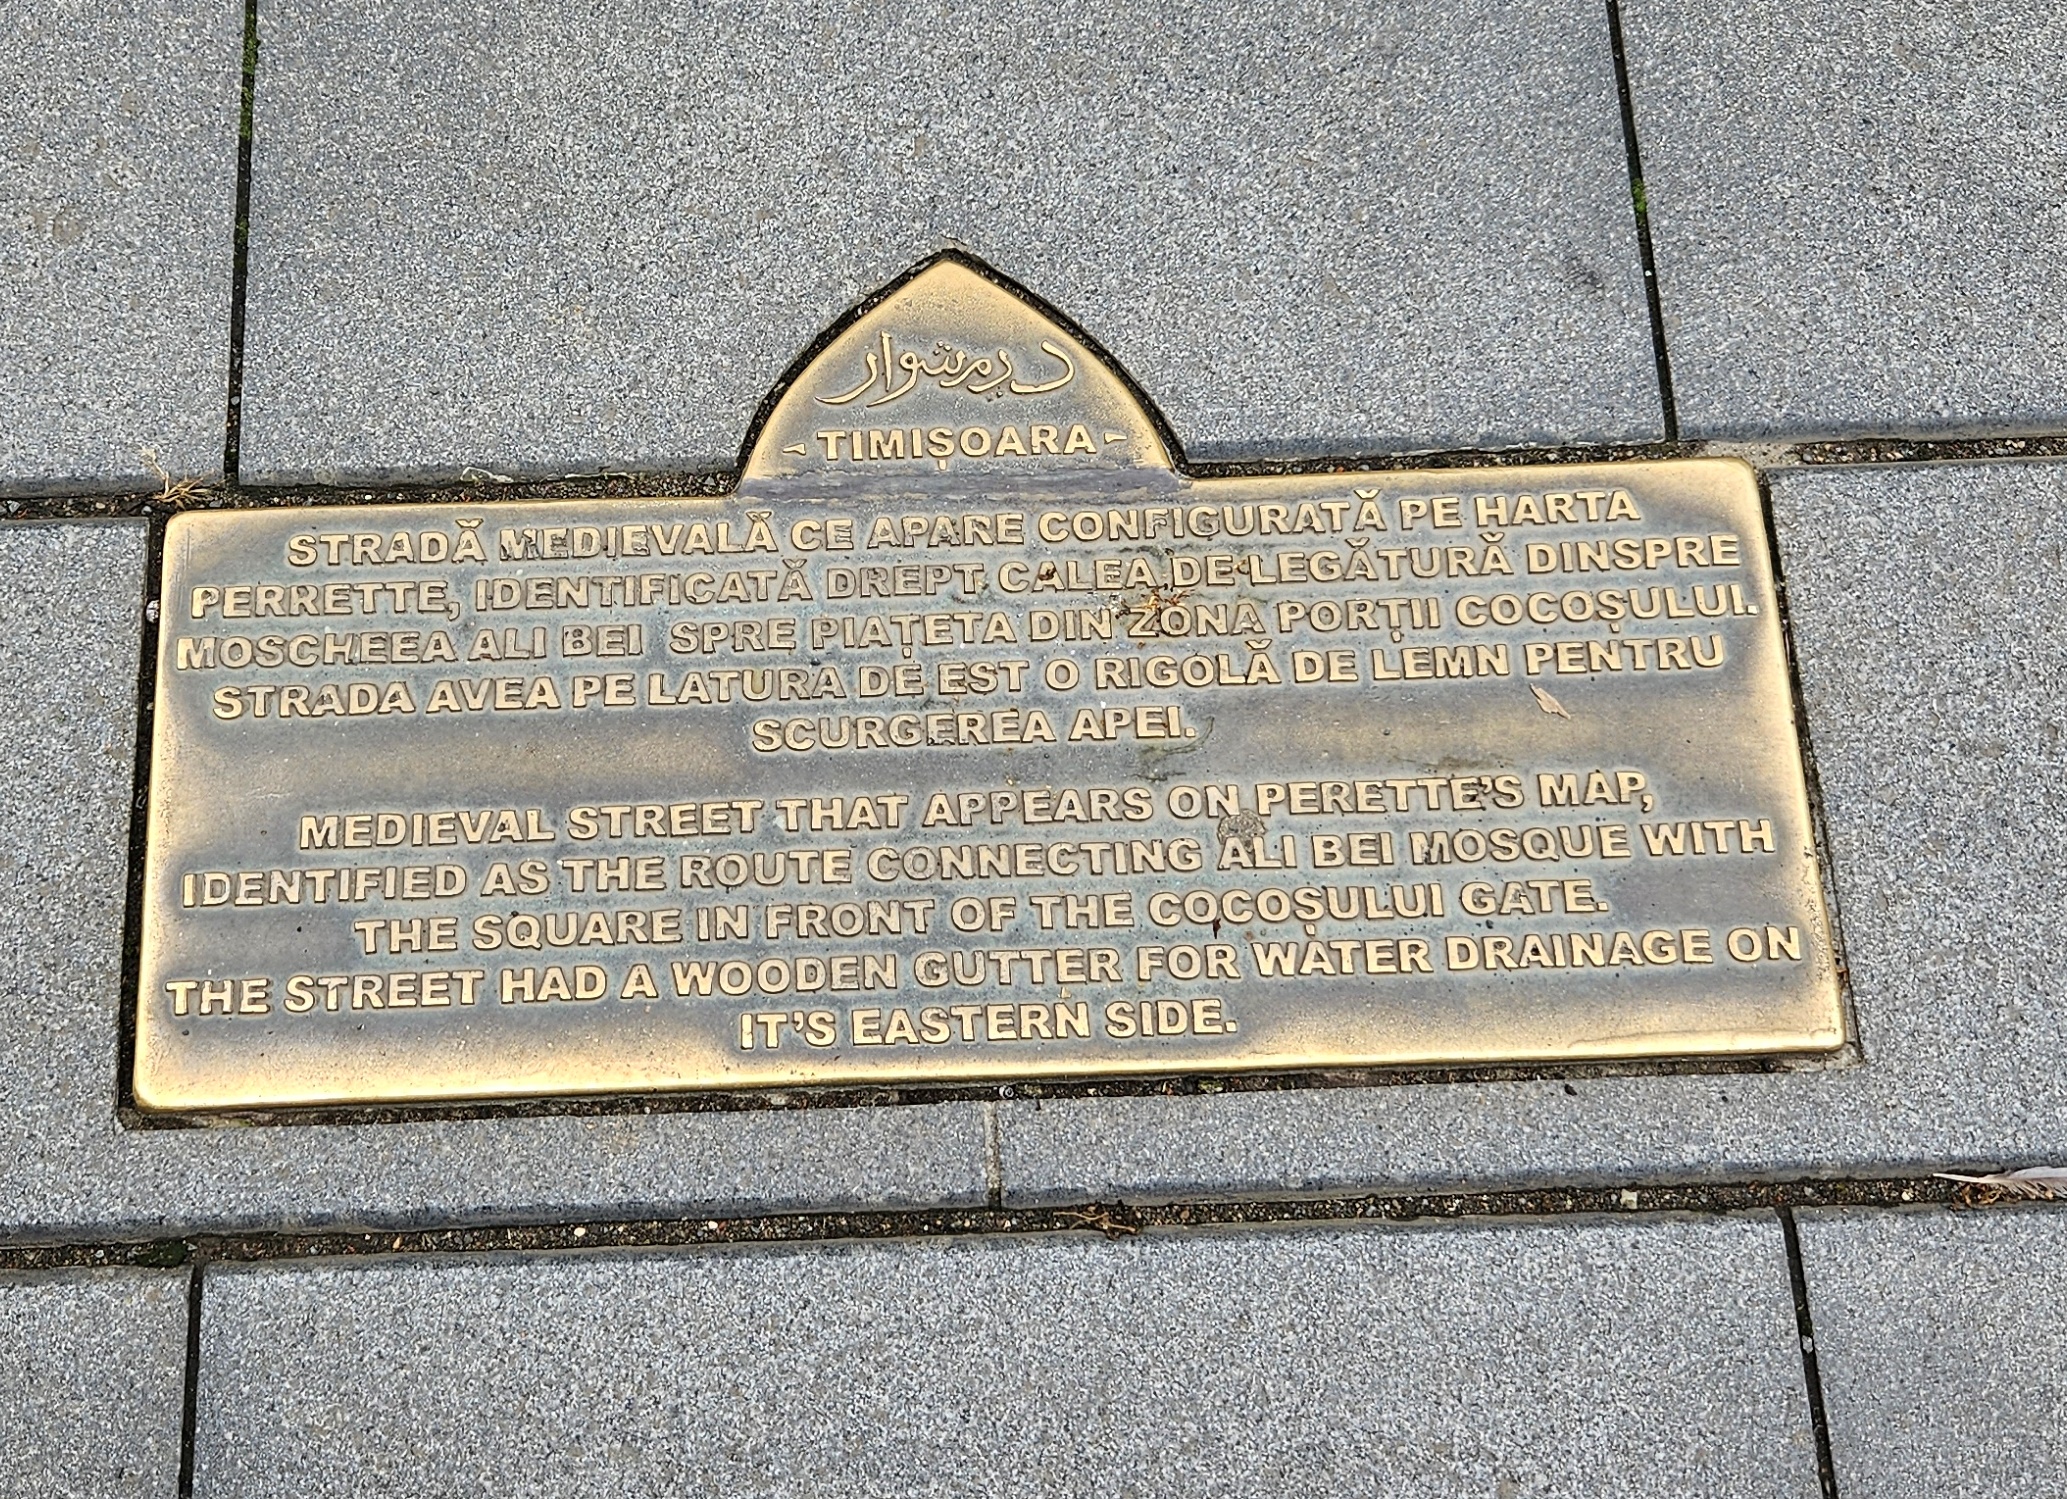 - TIMIȘOARA -
STRADĂ MEDIEVALĂ CE APARE CONFIGURATĂ PE HARTA
PERRETTE, IDENTIFICATĂ DREPT CALEA DE LEGĂTURĂ DINSPRE
MOSCHEEA ALI BEI SPRE PIAȚETA DIN ZONA PORȚII COCOȘULUI.
STRADA AVEA PE LATURA DE EST O RIGOLĂ DE LEMN PENTRU
SCURGEREA APEI.
MEDIEVAL STREET THAT APPEARS ON PERETTE'S MAP,
IDENTIFIED AS THE ROUTE CONNECTING ALI BEI MOSQUE WITH
THE SQUARE IN FRONT OF THE COCOȘULUI GATE.
THE STREET HAD A WOODEN GUTTER FOR WATER DRAINAGE ON
IT'S EASTERN SIDE.